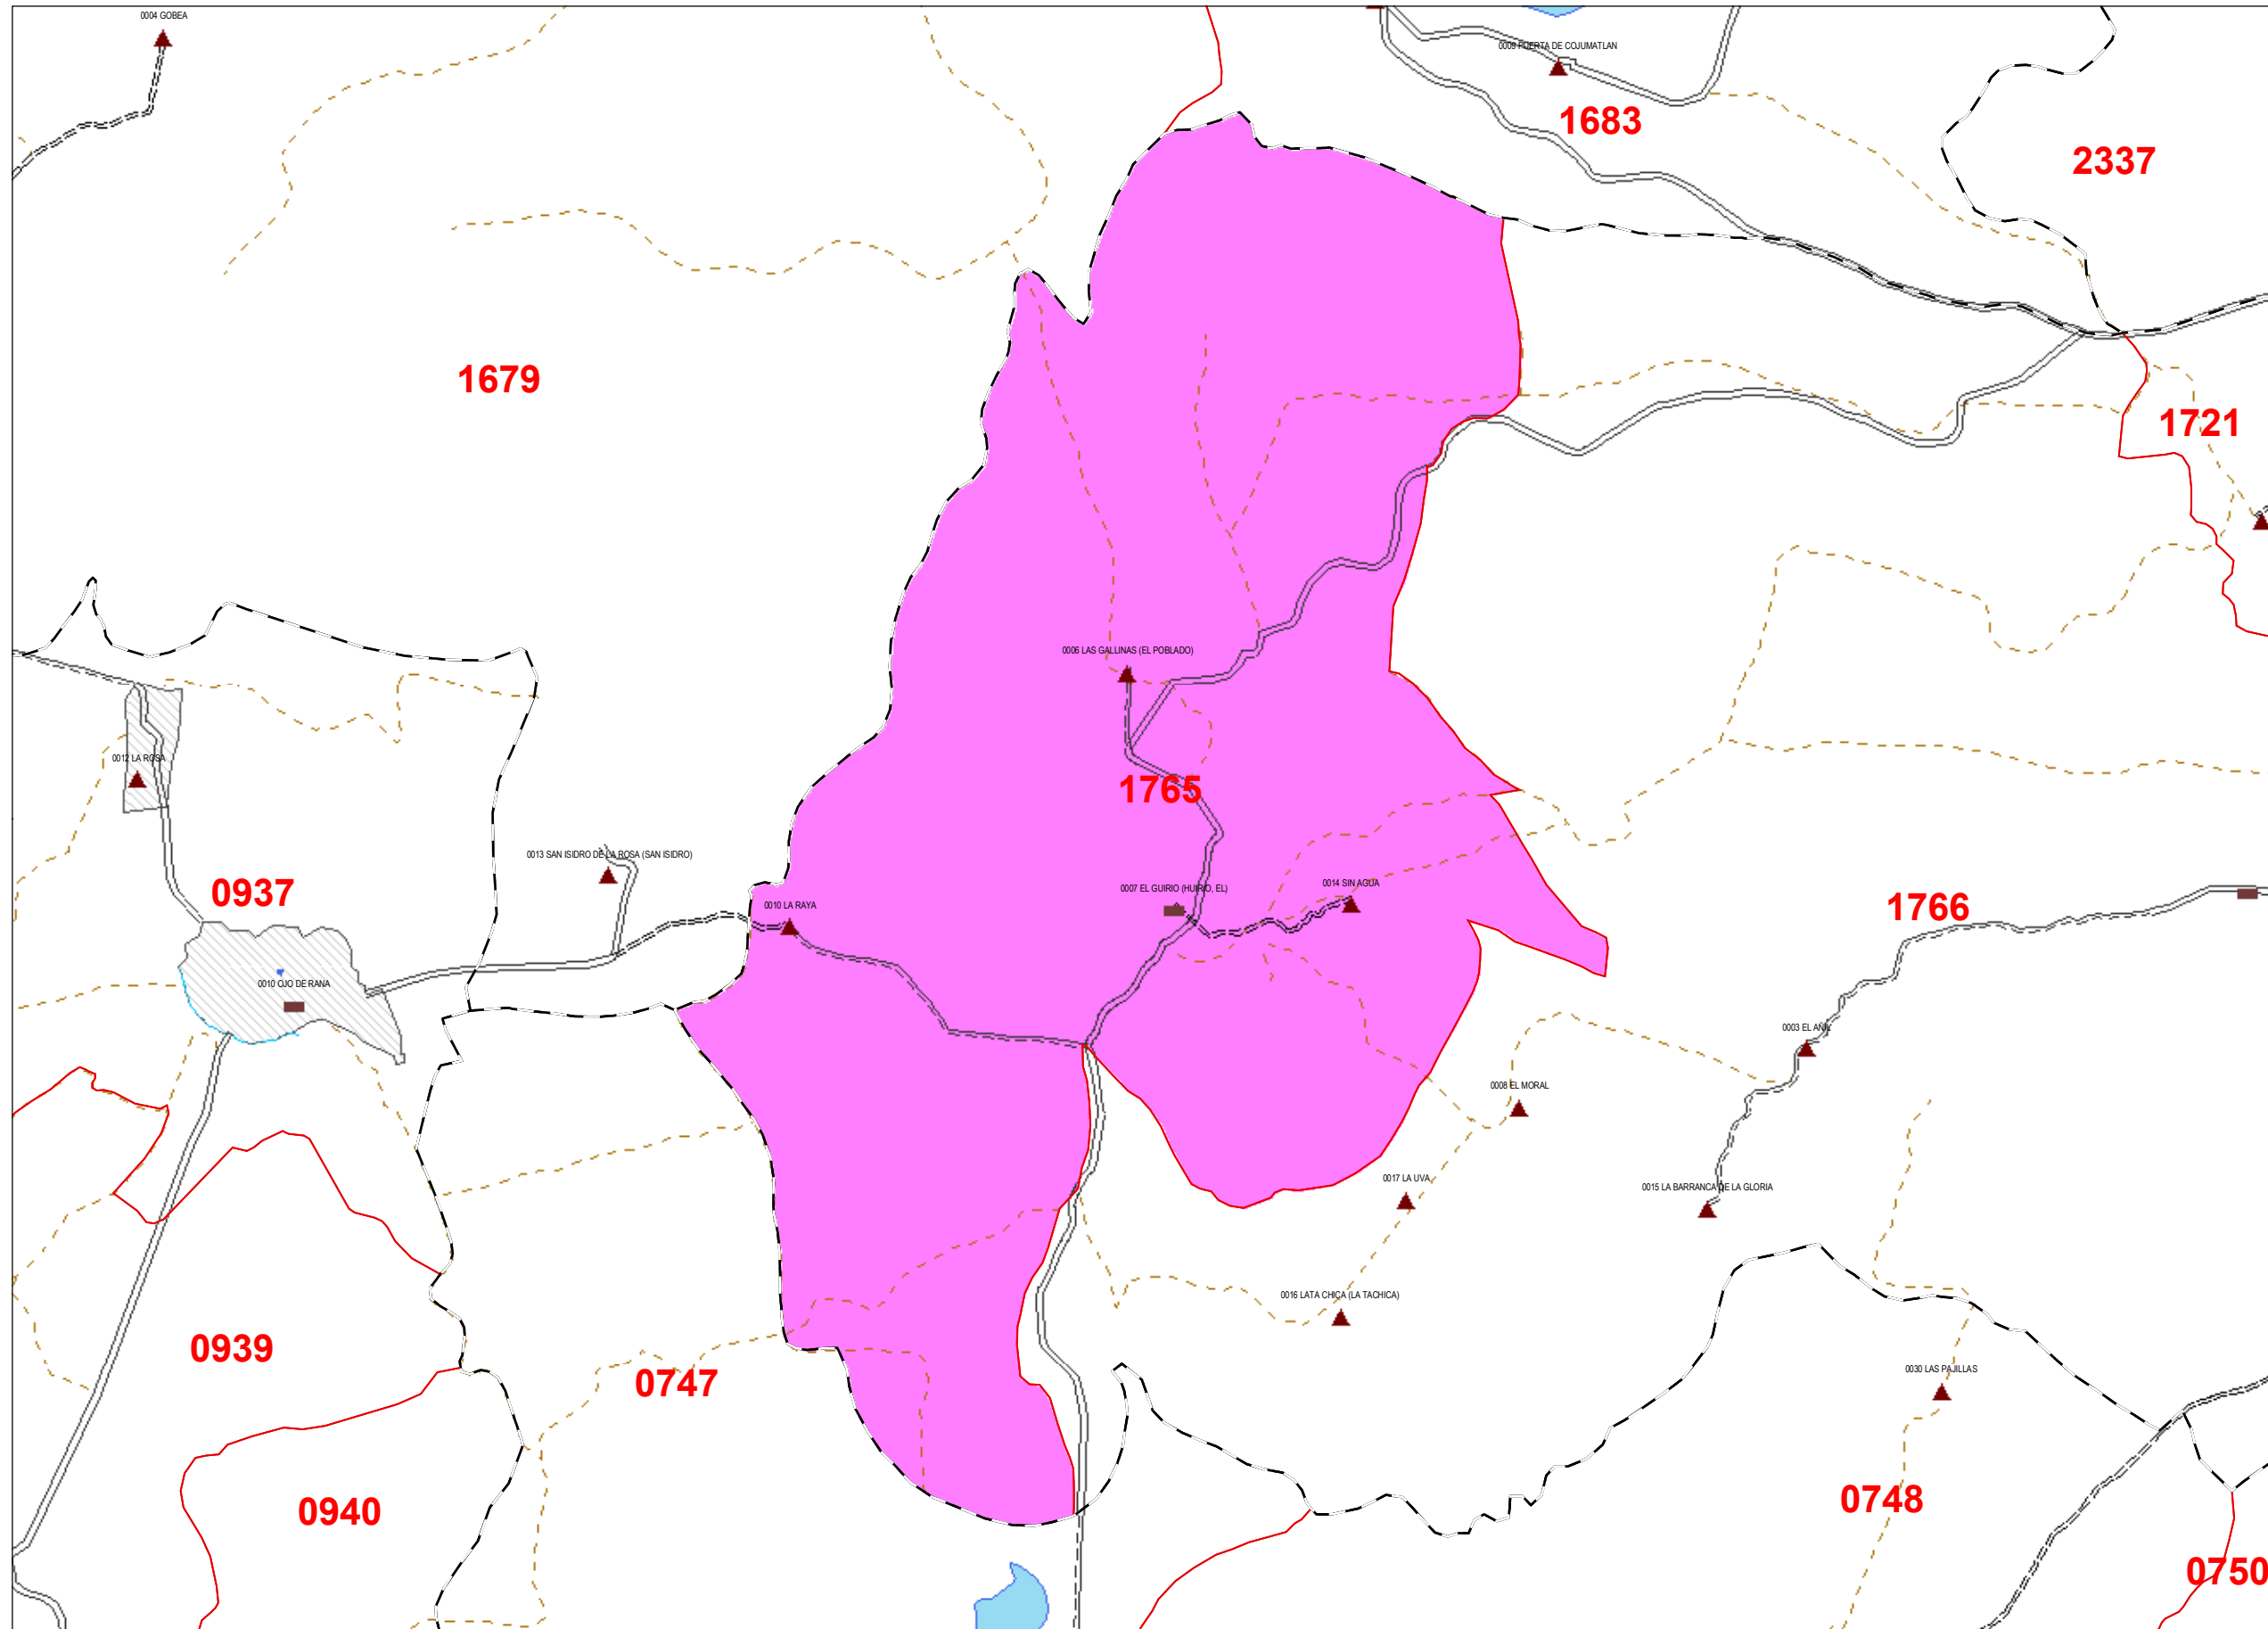 0004 GOBEA
0009 PUERTA DE COJUMATLAN
1683
2337
1679
1721
0006 LAS GALLINAS (EL POBLADO)
0012 LA ROSA
1765
0013 SAN ISIDRO DE LA ROSA (SAN ISIDRO)
0937
0007 EL GUIRIO (HUIRIO, EL)
0014 SIN AGUA
0010 LA RAYA
1766
0010 OJO DE RANA
0003 EL AÑIL
0008 EL MORAL
0017 LA UVA
0015 LA BARRANCA DE LA GLORIA
0016 LATA CHICA (LA TACHICA)
0939
0747
0030 LAS PAJILLAS
0940
0748
0750